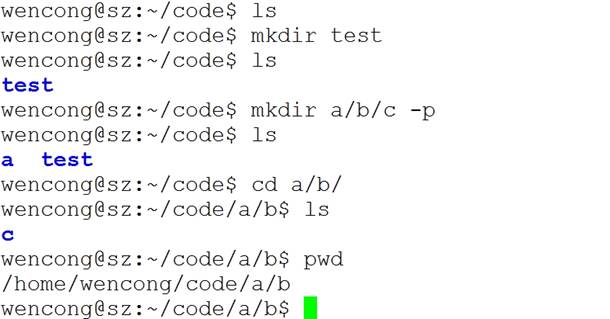 wencong@sz:~/code$ ls
wencong@sz:~/code$ mkdir test
wencong@sz:~/code$ ls
test
wencong@sz:~/code$ mkdir a/b/c -p
wencong@sz:~/code$ ls
a  test
wencong@sz:~/code$ cd a/b/
wencong@sz:~/code/a/b$ ls
c
wencong@sz:~/code/a/b$ pwd
/home/wencong/code/a/b
wencong@sz:~/code/a/b$